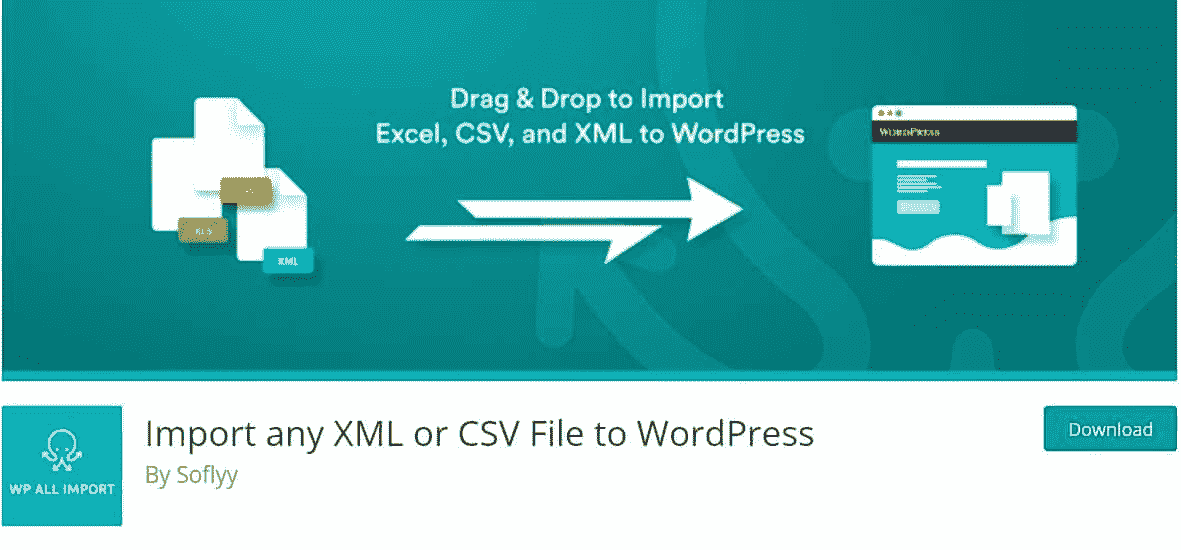 Drag & Drop to Import
Excel, CSV, and XML to WordPress
WORDPRESS
XLS
XML
Import any XML or CSV File to WordPress
By Soflyy
Download
WP ALL IMPORT